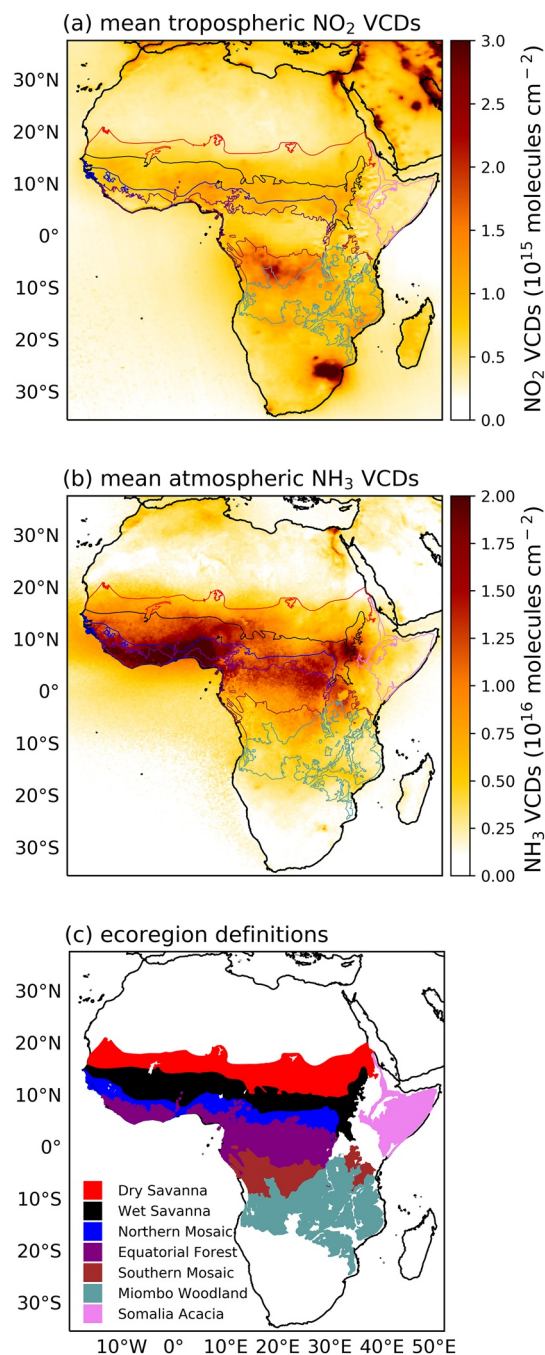 (a) mean tropospheric NO₂ VCDs
30°N
20°N
10°N
0°
10°S
20°S
30°S
3.0
2.5
2.0
1.5
1.0
0.5
0.0
NO₂ VCDs (10¹⁵ molecules cm⁻²)
(b) mean atmospheric NH₃ VCDs
30°N
20°N
10°N
0°
10°S
20°S
30°S
2.00
1.75
1.50
1.25
1.00
0.75
0.50
0.25
0.00
NH₃ VCDs (10¹⁶ molecules cm⁻²)
(c) ecoregion definitions
30°N
20°N
10°N
0°
10°S
20°S
30°S
Dry Savanna
Wet Savanna
Northern Mosaic
Equatorial Forest
Southern Mosaic
Miombo Woodland
Somalia Acacia
10°W 0° 10°E 20°E 30°E 40°E 50°E